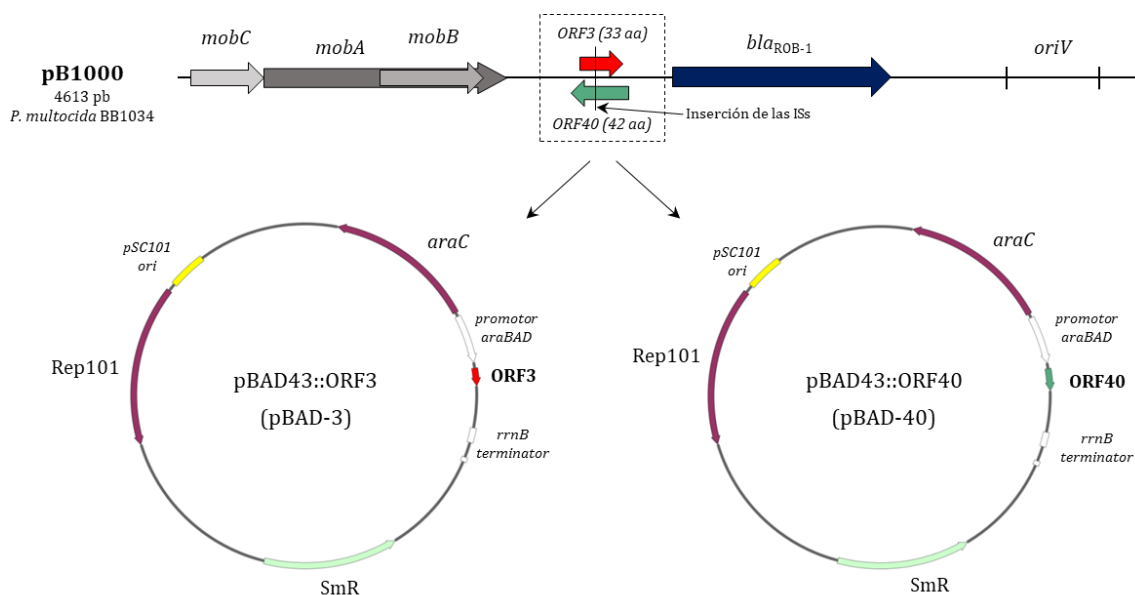 mobC
mobA
mobB
ORF3 (33 aa)
blaROB-1
oriV
pB1000
4613 pb
P. multocida BB1034
ORF40 (42 aa)
Inserción de las ISs
araC
pSC101
ori
promotor
araBAD
Rep101
ORF3
pBAD43::ORF3
(pBAD-3)
rrnB
terminator
SmR
araC
pSC101
ori
promotor
araBAD
Rep101
ORF40
pBAD43::ORF40
(pBAD-40)
rrnB
terminator
SmR